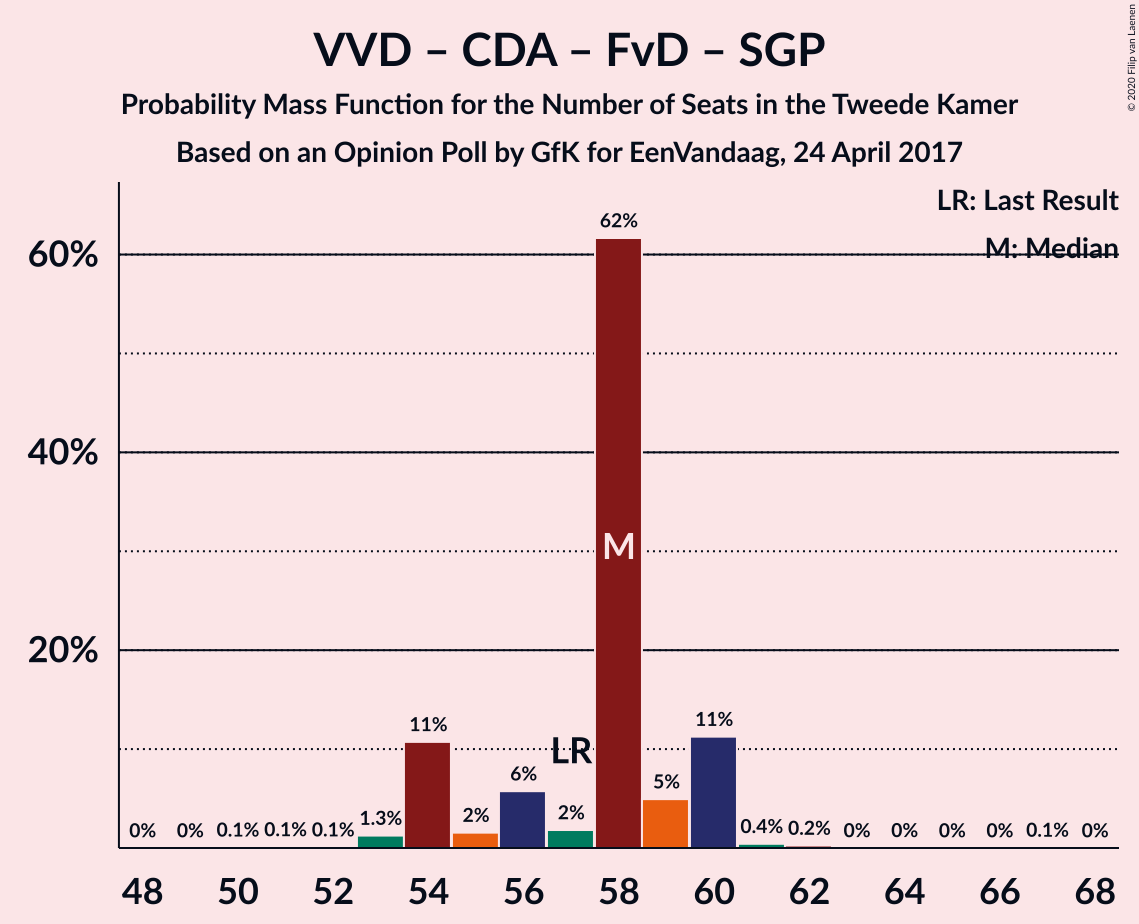 VVD – CDA – FvD – SGP
Probability Mass Function for the Number of Seats in the Tweede Kamer
Based on an Opinion Poll by GfK for EenVandaag, 24 April 2017
© 2020 Filip van Laenen
LR: Last Result
M: Median
60%
40%
20%
62%
M
11%
LR
11%
6%
5%
1.3%
2%
2%
0% 0% 0.1% 0.1% 0.1% 0.4% 0.2% 0% 0% 0% 0% 0.1% 0%
48 50 52 54 56 58 60 62 64 66 68